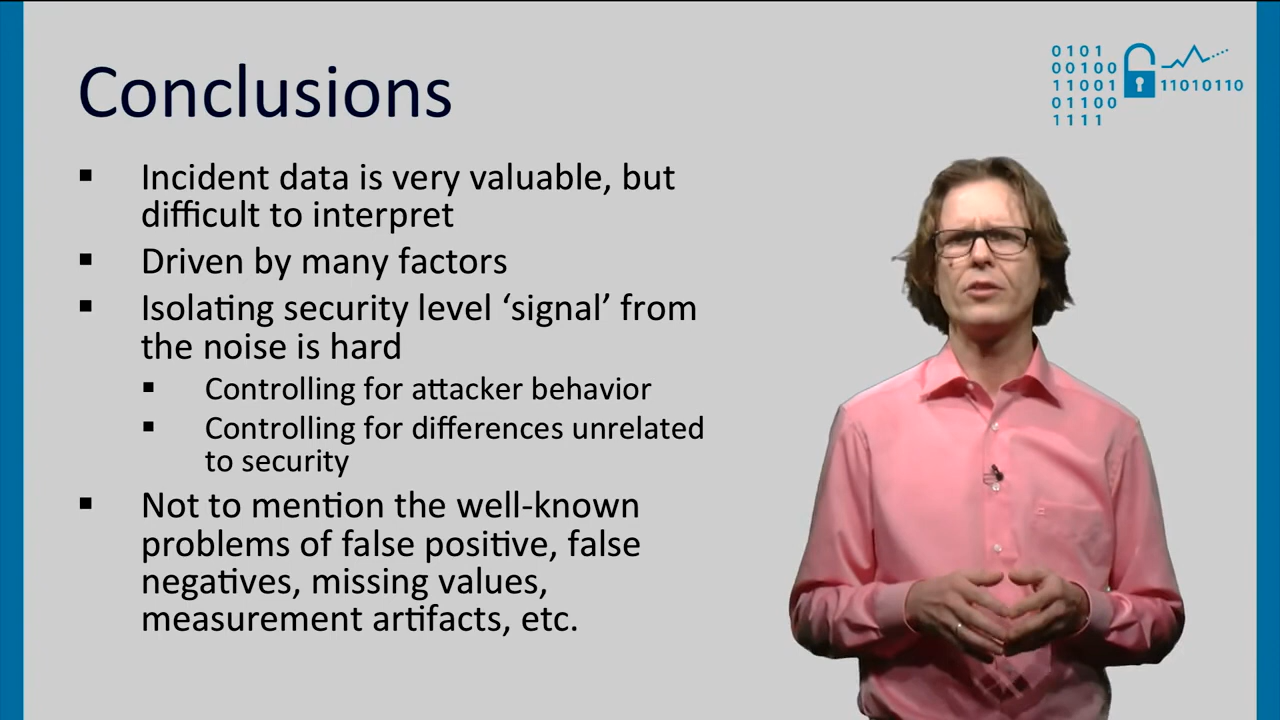 Conclusions
0101
00100
11001
01100
1111
11010110
▪ Incident data is very valuable, but
difficult to interpret
▪ Driven by many factors
▪ Isolating security level ‘signal’ from
the noise is hard
▪ Controlling for attacker behavior
▪ Controlling for differences unrelated
to security
▪ Not to mention the well-known
problems of false positive, false
negatives, missing values,
measurement artifacts, etc.